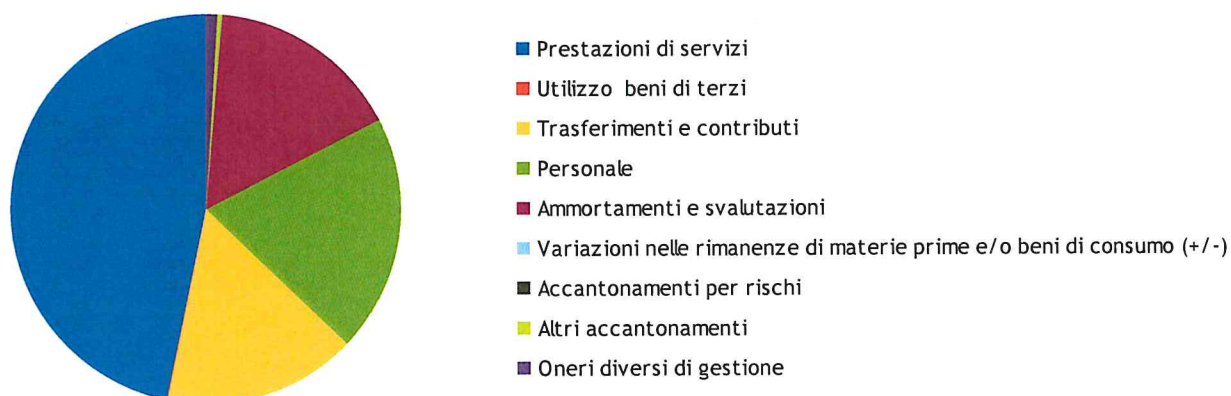 Prestazioni di servizi
Utilizzo beni di terzi
Trasferimenti e contributi
Personale
Ammortamenti e svalutazioni
Variazioni nelle rimanenze di materie prime e/o beni di consumo (+/-)
Accantonamenti per rischi
Altri accantonamenti
Oneri diversi di gestione